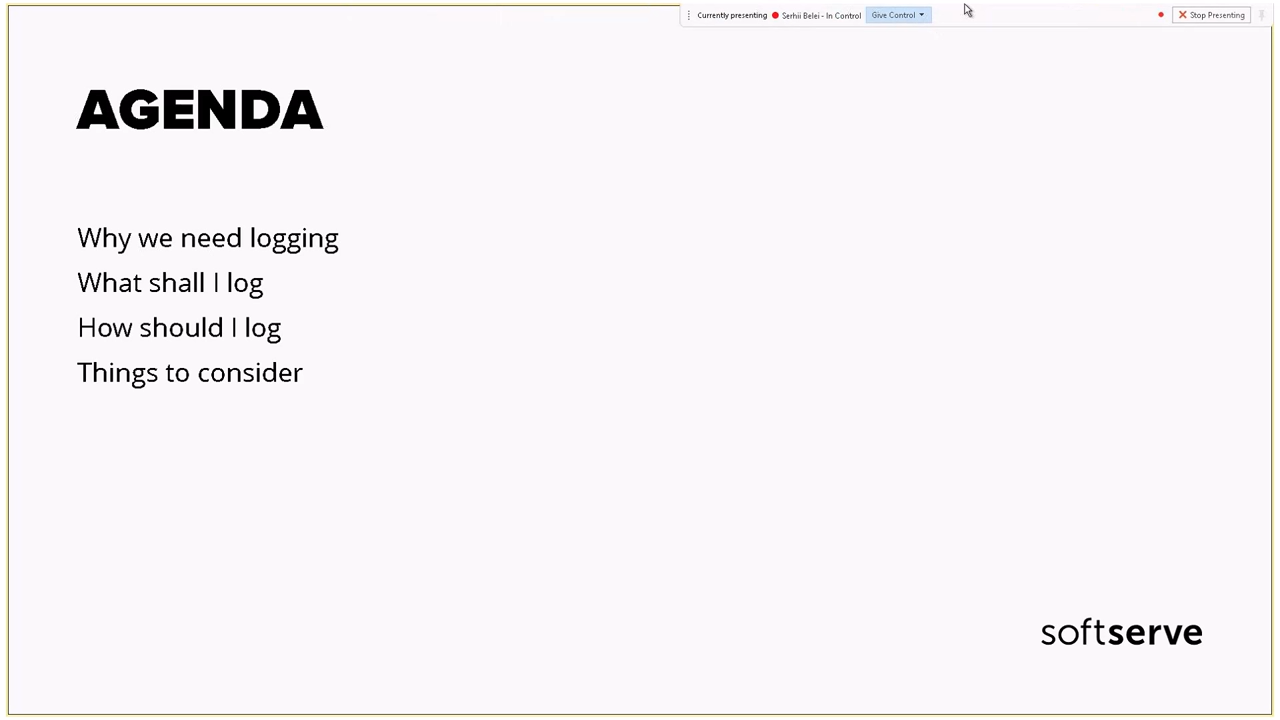 Currently presenting Serhii Belei - In Control Give Control Stop Presenting
AGENDA
Why we need logging
What shall I log
How should I log
Things to consider
softserve